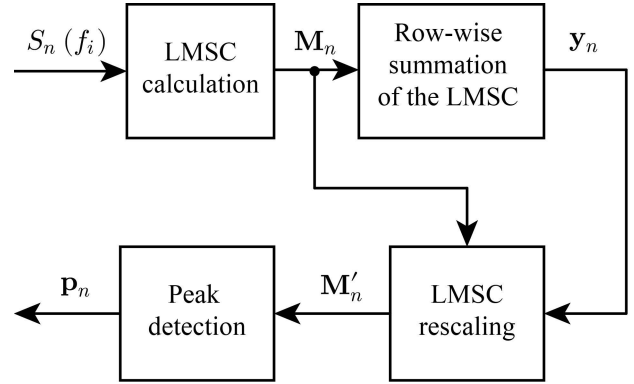 S_n (f_i)
LMSC
calculation
M_n
Row-wise
summation
of the LMSC
y_n
p_n
Peak
detection
M′_n
LMSC
rescaling